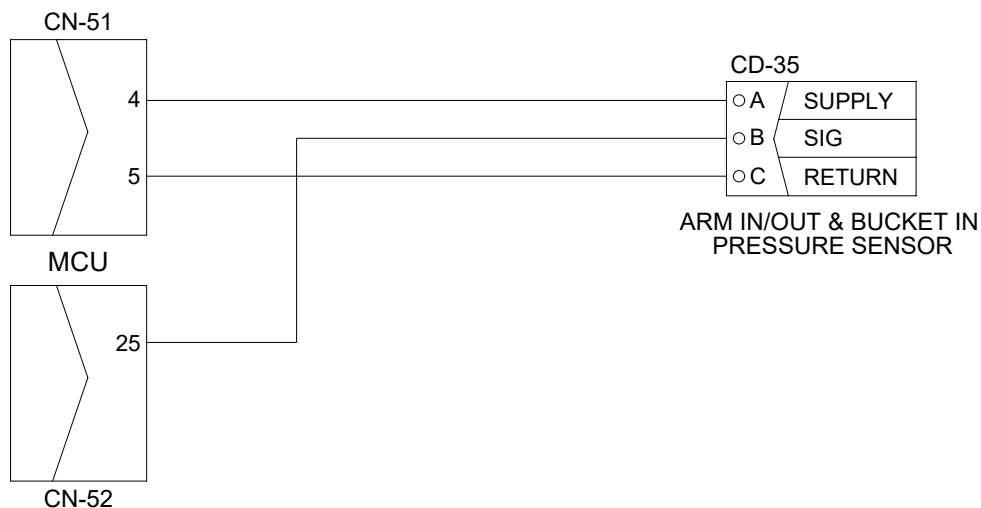 CN-51
4
5
MCU
25
CN-52
CD-35
A SUPPLY
B SIG
C RETURN
ARM IN/OUT & BUCKET IN
PRESSURE SENSOR